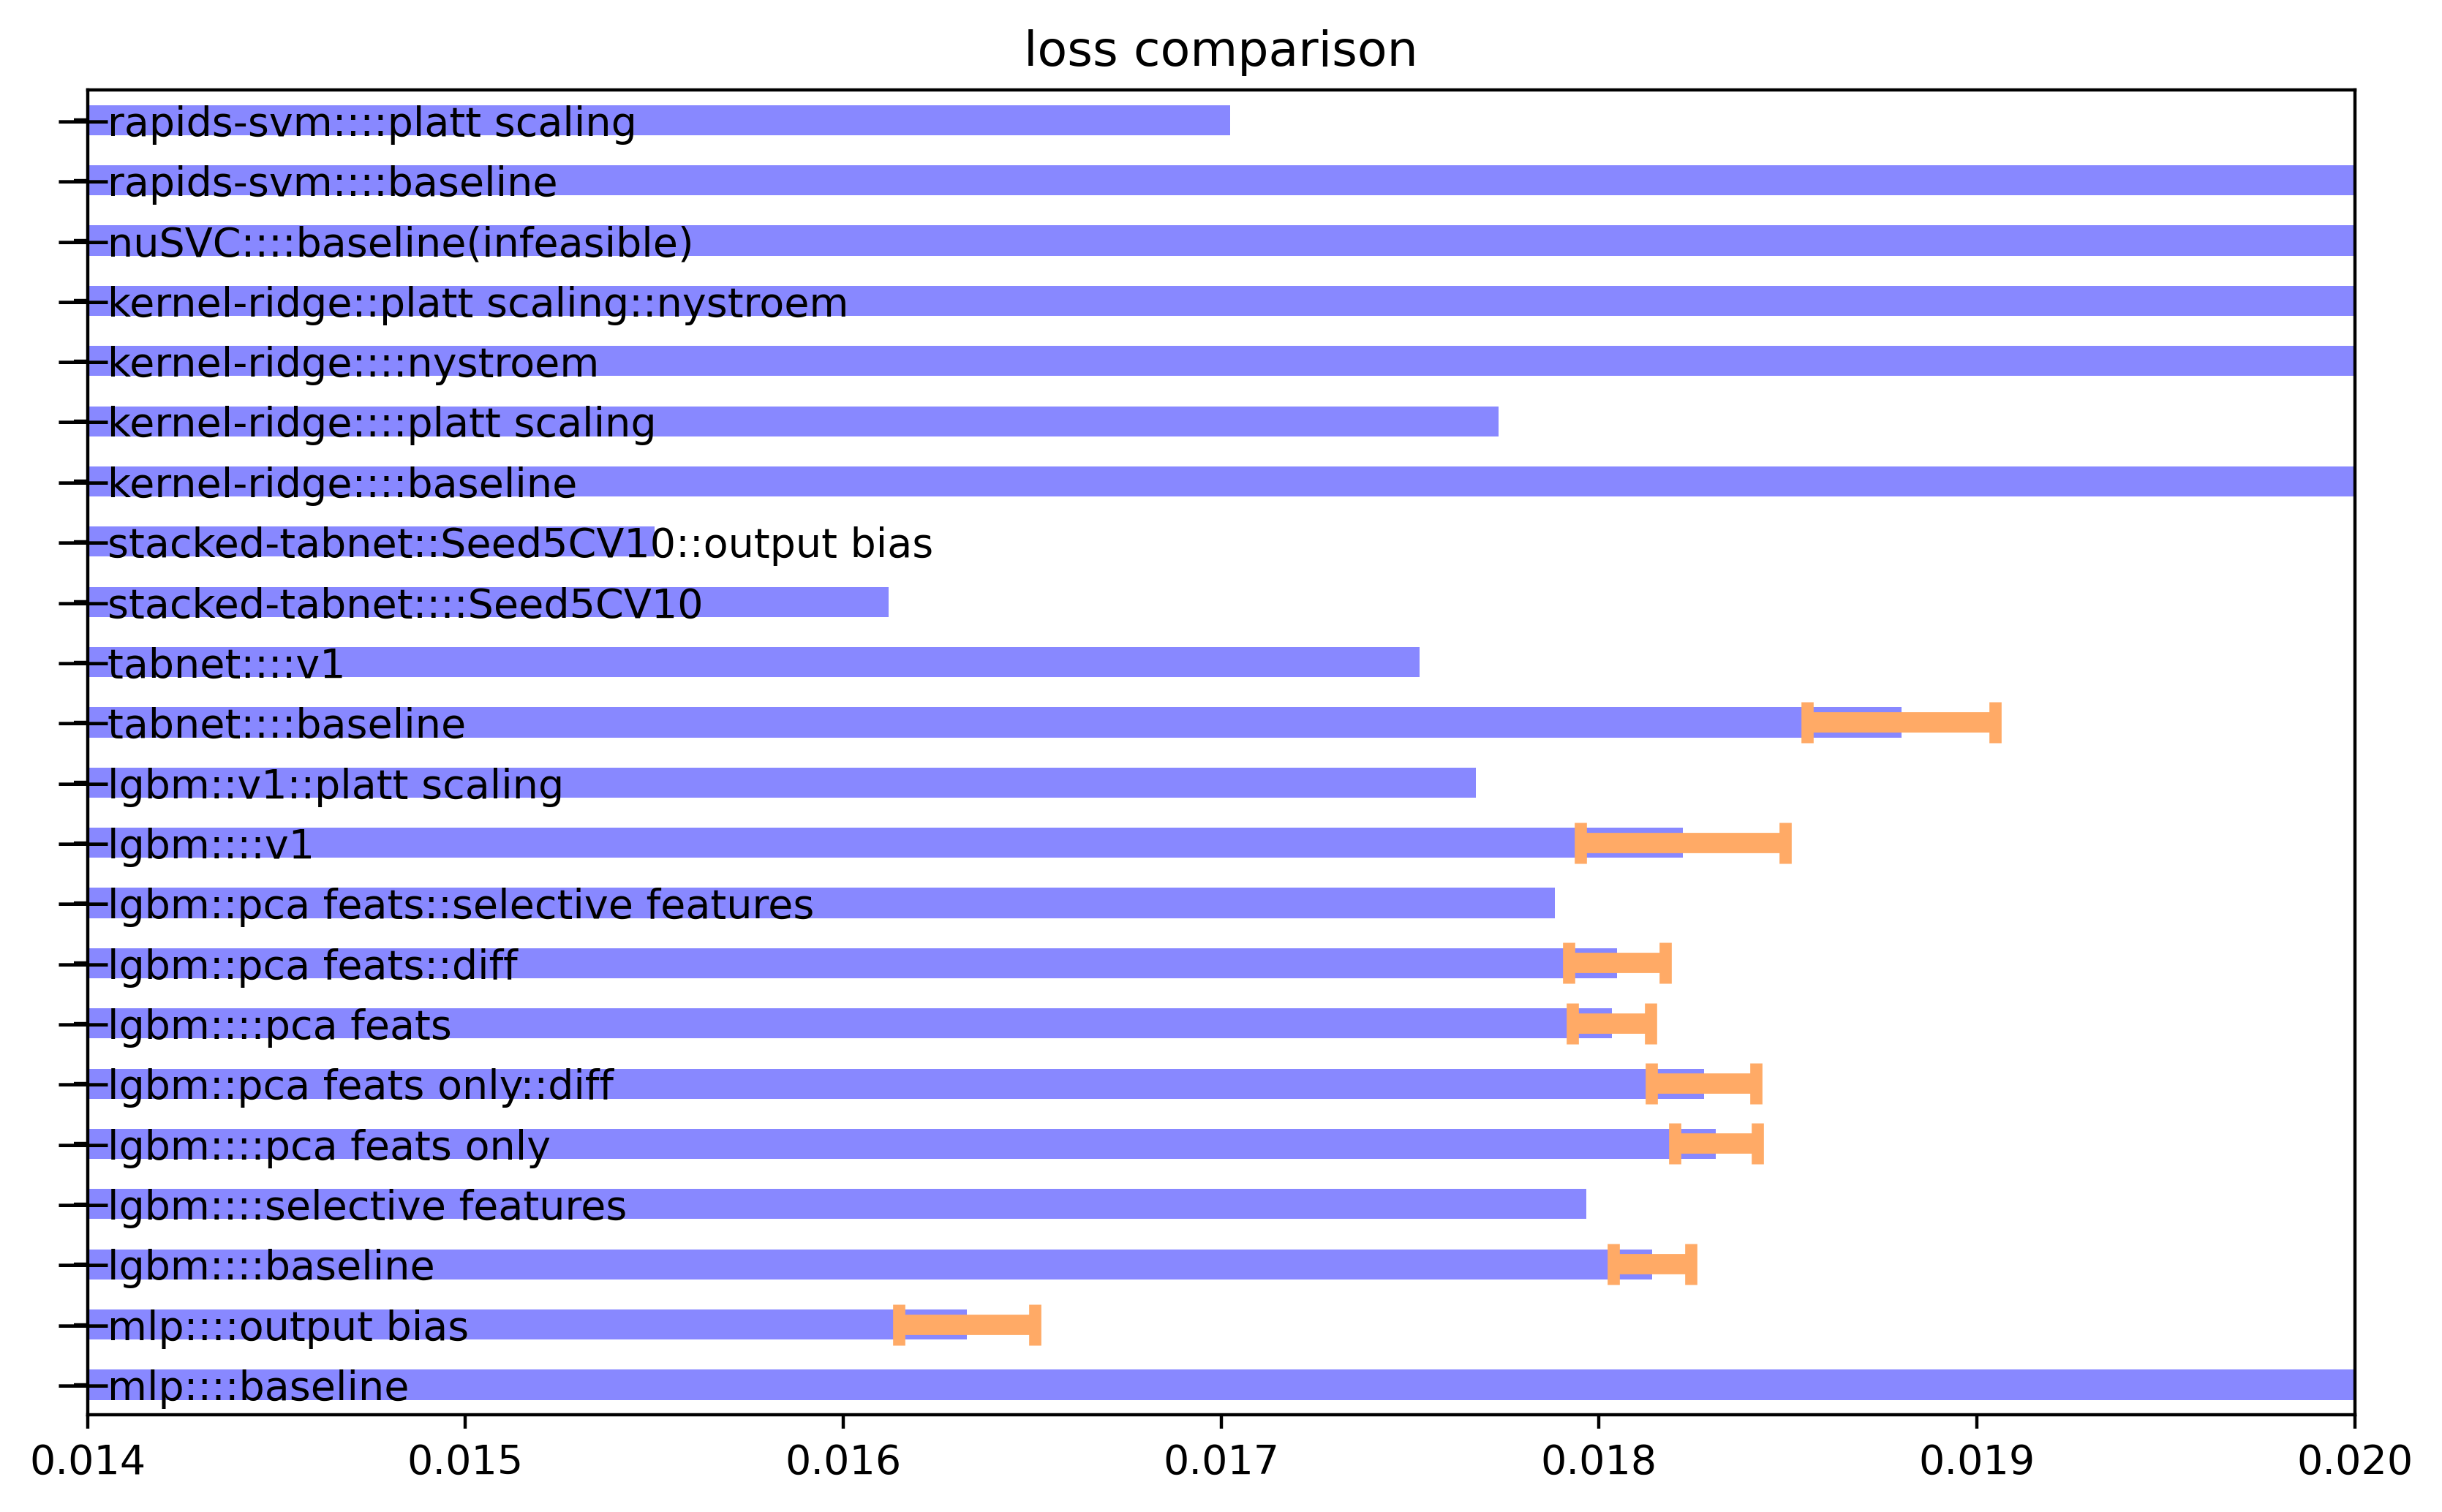 loss comparison
rapids-svm::::platt scaling
rapids-svm::::baseline
nuSVC::::baseline(infeasible)
kernel-ridge::platt scaling::nystroem
kernel-ridge::::nystroem
kernel-ridge::::platt scaling
kernel-ridge::::baseline
stacked-tabnet::Seed5CV10::output bias
stacked-tabnet::::Seed5CV10
tabnet::::v1
tabnet::::baseline
lgbm::v1::platt scaling
lgbm::::v1
lgbm::pca feats::selective features
lgbm::pca feats::diff
lgbm::::pca feats
lgbm::pca feats only::diff
lgbm::::pca feats only
lgbm::::selective features
lgbm::::baseline
mlp::::output bias
mlp::::baseline
0.014 0.015 0.016 0.017 0.018 0.019 0.020